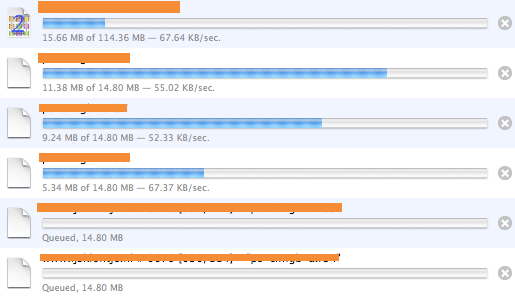 2
15.66 MB of 114.36 MB — 67.64 KB/sec.
11.38 MB of 14.80 MB — 55.02 KB/sec.
9.24 MB of 14.80 MB — 52.33 KB/sec.
5.34 MB of 14.80 MB — 67.37 KB/sec.
Queued, 14.80 MB
Queued, 14.80 MB